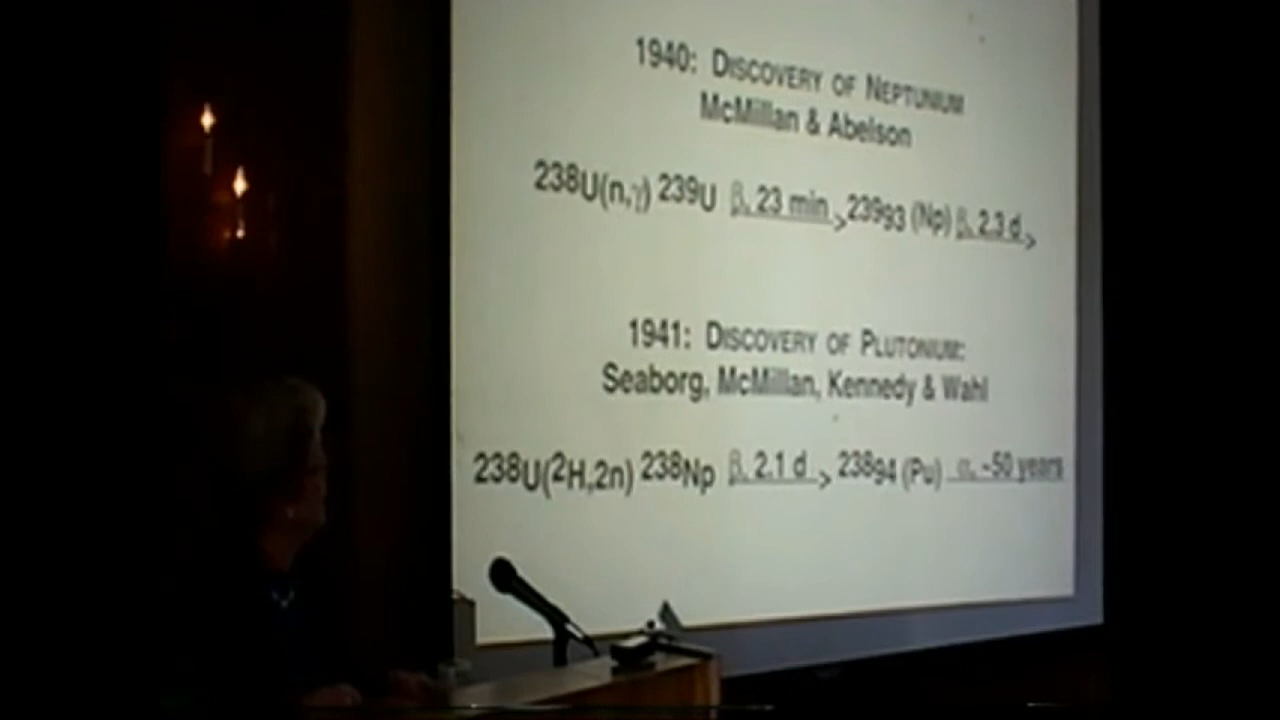 1940: DISCOVERY OF NEPTUNIUM
McMillan & Abelson
238U(n,γ) 239U β, 23 min > 23993 (Np) β, 2.3 d >
1941: DISCOVERY OF PLUTONIUM:
Seaborg, McMillan, Kennedy & Wahl
238U(2H,2n) 238Np β, 2.1 d > 23894 (Pu) α, ~50 years